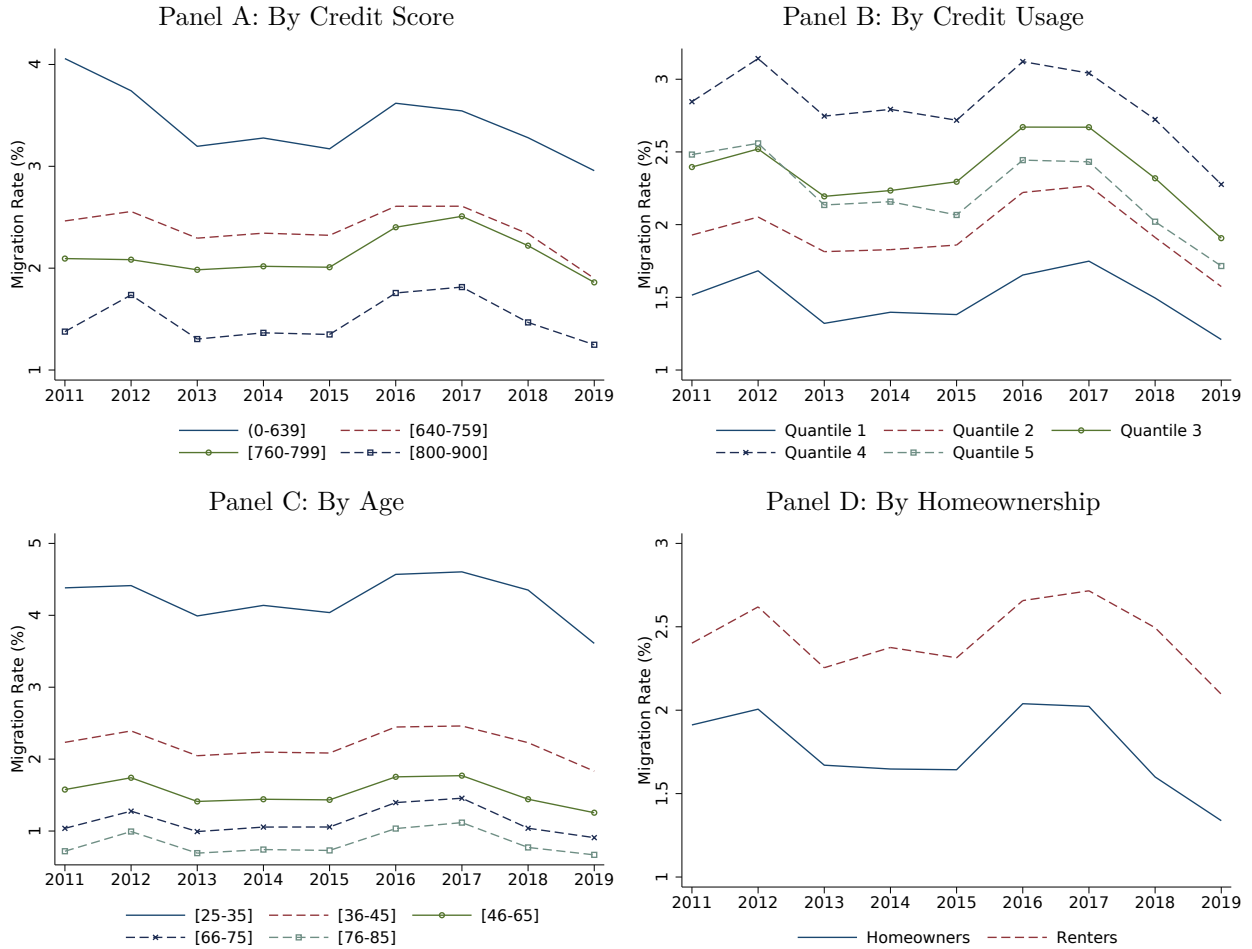 Panel A: By Credit Score
Migration Rate (%)
4
3
2
1
2011 2012 2013 2014 2015 2016 2017 2018 2019
(0-639] [640-759]
[760-799] [800-900]
Panel B: By Credit Usage
Migration Rate (%)
3
2.5
2
1.5
1
2011 2012 2013 2014 2015 2016 2017 2018 2019
Quantile 1 Quantile 2 Quantile 3
Quantile 4 Quantile 5
Panel C: By Age
Migration Rate (%)
5
4
3
2
1
2011 2012 2013 2014 2015 2016 2017 2018 2019
[25-35] [36-45] [46-65]
[66-75] [76-85]
Panel D: By Homeownership
Migration Rate (%)
3
2.5
2
1.5
1
2011 2012 2013 2014 2015 2016 2017 2018 2019
Homeowners Renters